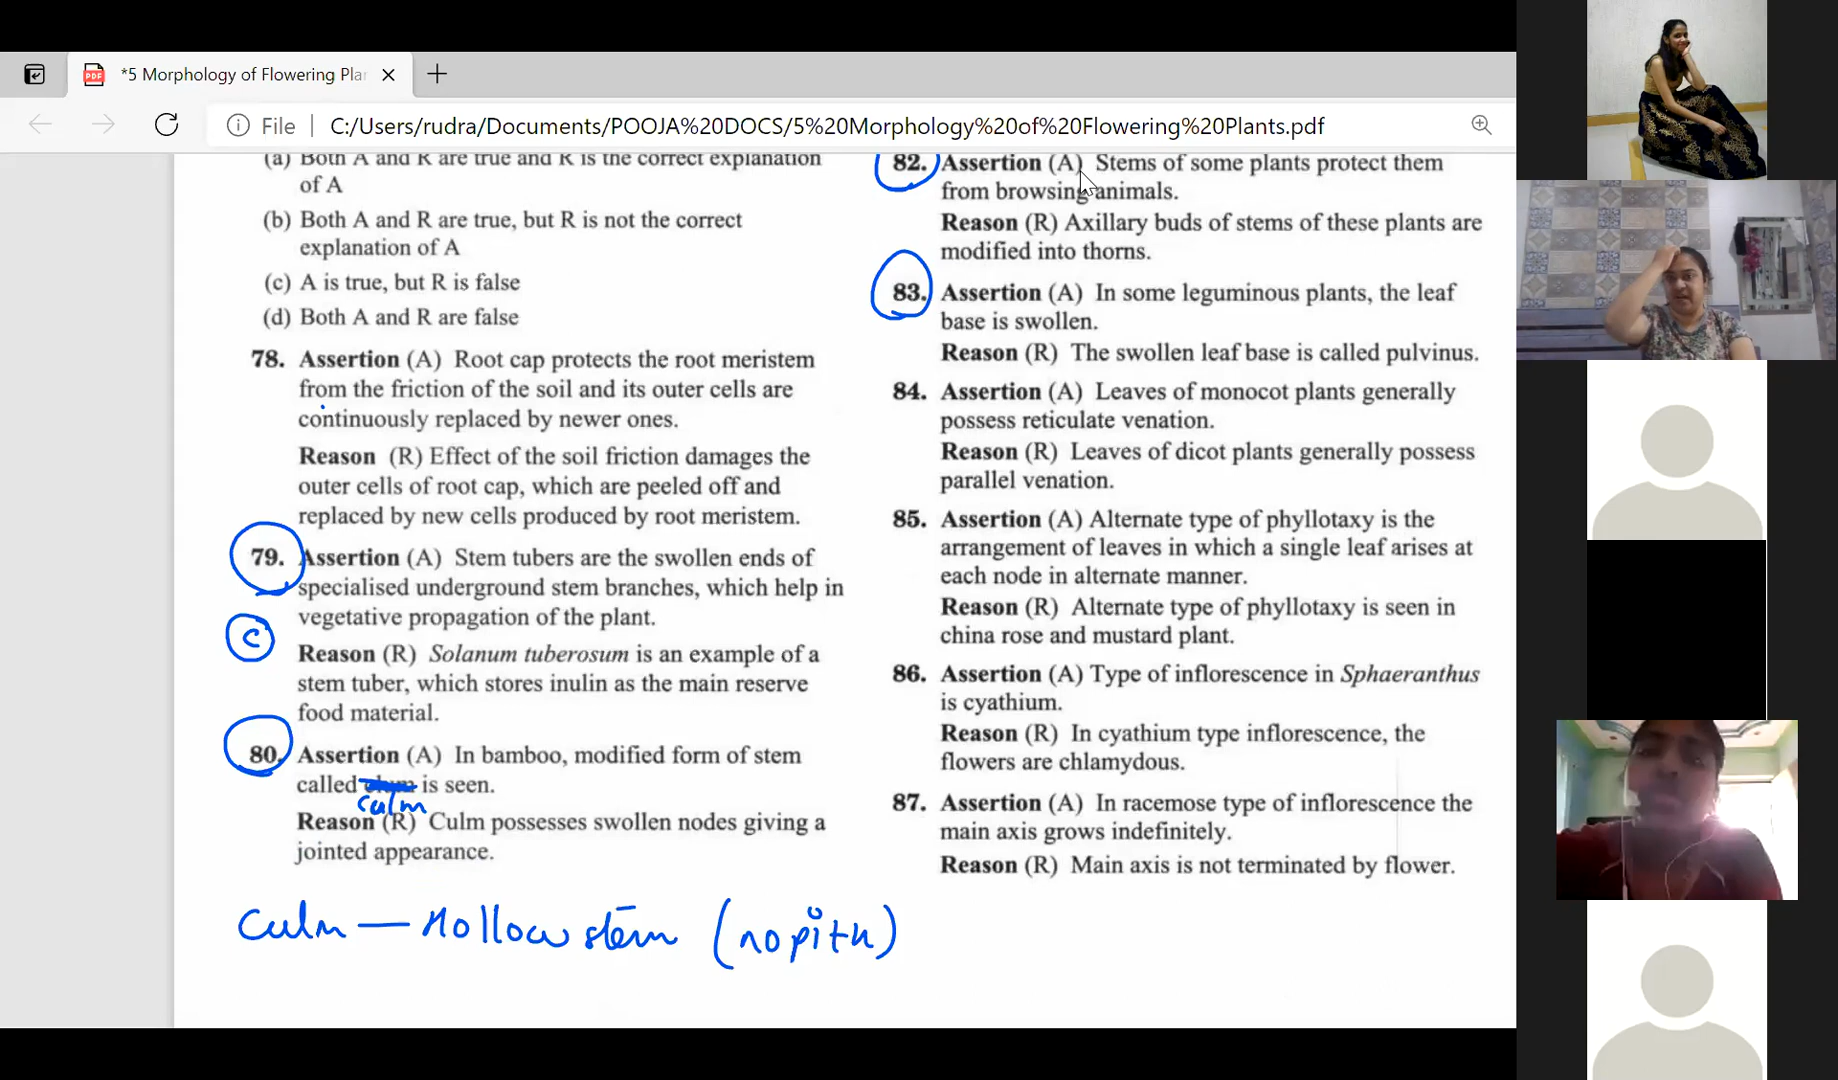 *5 Morphology of Flowering Pla
File | C:/Users/rudra/Documents/POOJA%20DOCS/5%20Morphology%20of%20Flowering%20Plants.pdf
(a) Both A and R are true and R is the correct explanation
of A
(b) Both A and R are true, but R is not the correct
explanation of A
(c) A is true, but R is false
(d) Both A and R are false
78. Assertion (A) Root cap protects the root meristem
from the friction of the soil and its outer cells are
continuously replaced by newer ones.
Reason (R) Effect of the soil friction damages the
outer cells of root cap, which are peeled off and
replaced by new cells produced by root meristem.
79. Assertion (A) Stem tubers are the swollen ends of
specialised underground stem branches, which help in
vegetative propagation of the plant.
C
Reason (R) Solanum tuberosum is an example of a
stem tuber, which stores inulin as the main reserve
food material.
80. Assertion (A) In bamboo, modified form of stem
called is seen.
culm
Reason (R) Culm possesses swollen nodes giving a
jointed appearance.
Culm — Hollow stem (no pith)
82. Assertion (A) Stems of some plants protect them
from browsing animals.
Reason (R) Axillary buds of stems of these plants are
modified into thorns.
83. Assertion (A) In some leguminous plants, the leaf
base is swollen.
Reason (R) The swollen leaf base is called pulvinus.
84. Assertion (A) Leaves of monocot plants generally
possess reticulate venation.
Reason (R) Leaves of dicot plants generally possess
parallel venation.
85. Assertion (A) Alternate type of phyllotaxy is the
arrangement of leaves in which a single leaf arises at
each node in alternate manner.
Reason (R) Alternate type of phyllotaxy is seen in
china rose and mustard plant.
86. Assertion (A) Type of inflorescence in Sphaeranthus
is cyathium.
Reason (R) In cyathium type inflorescence, the
flowers are chlamydous.
87. Assertion (A) In racemose type of inflorescence the
main axis grows indefinitely.
Reason (R) Main axis is not terminated by flower.